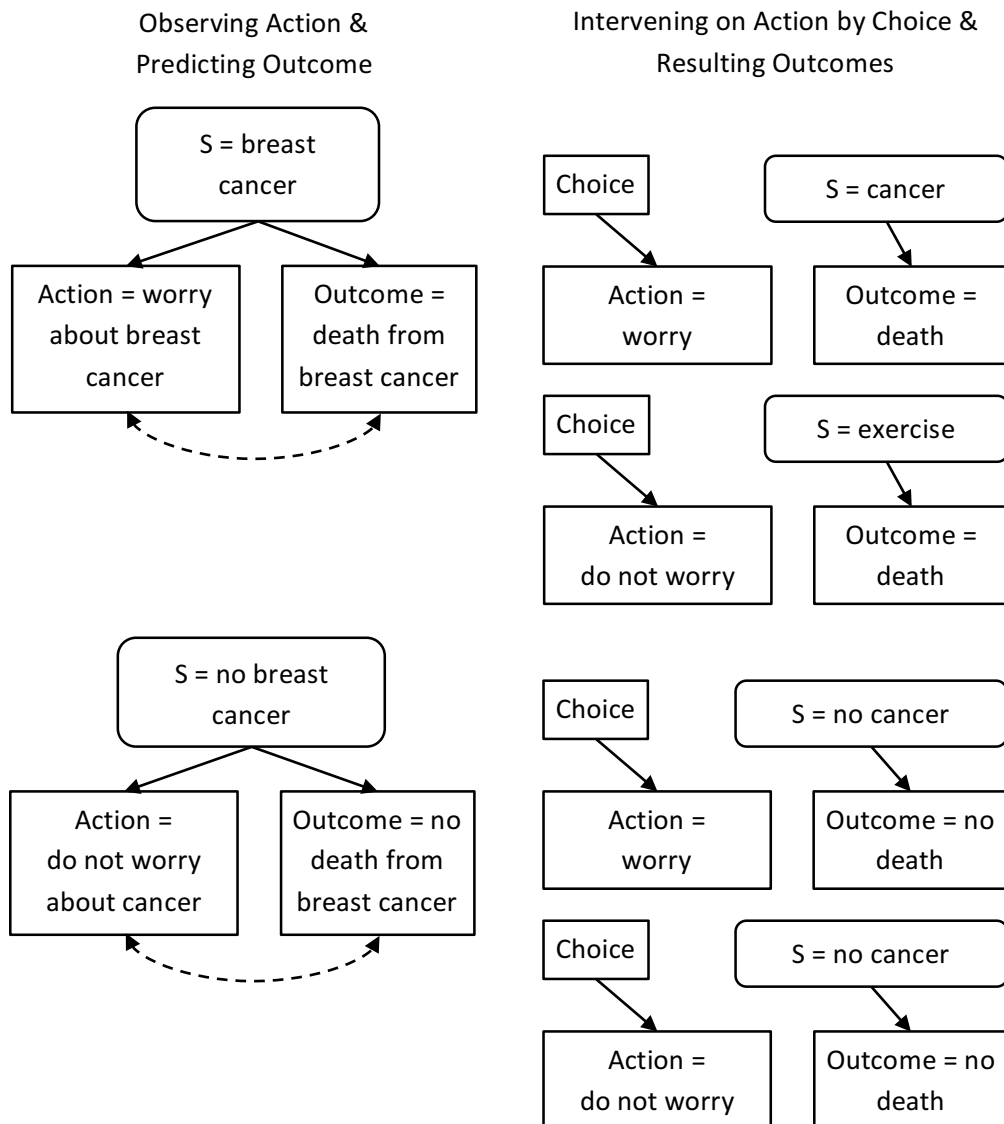 Observing Action &
Predicting Outcome
S = breast
cancer
Action = worry
about breast
cancer
Outcome =
death from
breast cancer
S = no breast
cancer
Action =
do not worry
about cancer
Outcome = no
death from
breast cancer
Intervening on Action by Choice &
Resulting Outcomes
Choice
S = cancer
Action =
worry
Outcome =
death
Choice
S = exercise
Action =
do not worry
Outcome =
death
Choice
S = no cancer
Action =
worry
Outcome = no
death
Choice
S = no cancer
Action =
do not worry
Outcome = no
death